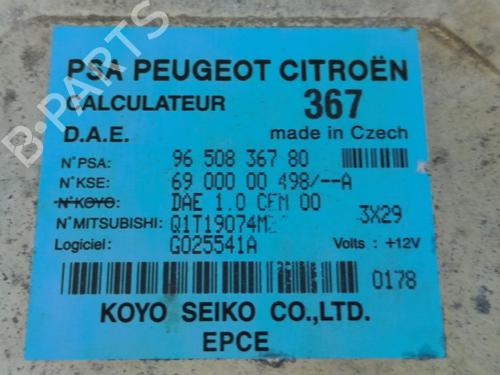 PSA PEUGEOT CITROËN
CALCULATEUR 367
D.A.E. made in Czech
N°PSA: 96 508 367 80
N°KSE: 69 000 00 498/--A
N°KOYO: DAE 1.0 CFM 00
N°MITSUBISHI: Q1T19074M 3X29
Logiciel: G025541A Volts: +12V
0178
KOYO SEIKO CO.,LTD.
EPCE
B-PARTS